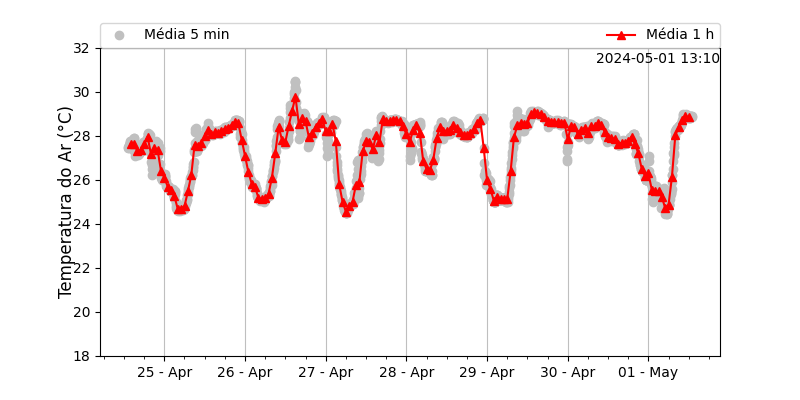 Média 5 min
Média 1 h
2024-05-01 13:10
Temperatura do Ar (°C)
32
30
28
26
24
22
20
18
25 - Apr
26 - Apr
27 - Apr
28 - Apr
29 - Apr
30 - Apr
01 - May